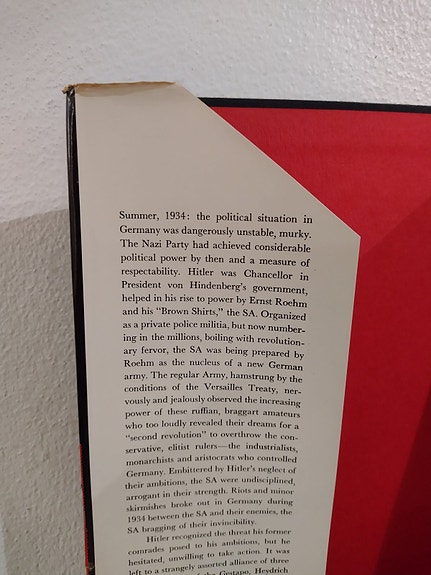 Summer, 1934: the political situation in
Germany was dangerously unstable, murky.
The Nazi Party had achieved considerable
political power by then and a measure of
respectability. Hitler was Chancellor in
President von Hindenberg's government,
helped in his rise to power by Ernst Roehm
and his "Brown Shirts," the SA. Organized
as a private police militia, but now number-
ing in the millions, boiling with revolution-
ary fervor, the SA was being prepared by
Roehm as the nucleus of a new German
army. The regular Army, hamstrung by the
conditions of the Versailles Treaty, ner-
vously and jealously observed the increasing
power of these ruffian, braggart amateurs
who too loudly revealed their dreams for a
"second revolution" to overthrow the con-
servative, elitist rulers—the industrialists,
monarchists and aristocrats who controlled
Germany. Embittered by Hitler's neglect of
their ambitions, the SA were undisciplined,
arrogant in their strength. Riots and minor
skirmishes broke out in Germany during
1934 between the SA and their enemies, the
SA bragging of their invincibility.
Hitler recognized the threat his former
comrades posed to his ambitions, but he
hesitated, unwilling to take action. It was
left to a strangely assorted alliance of three
the Gestapo, Heydrich